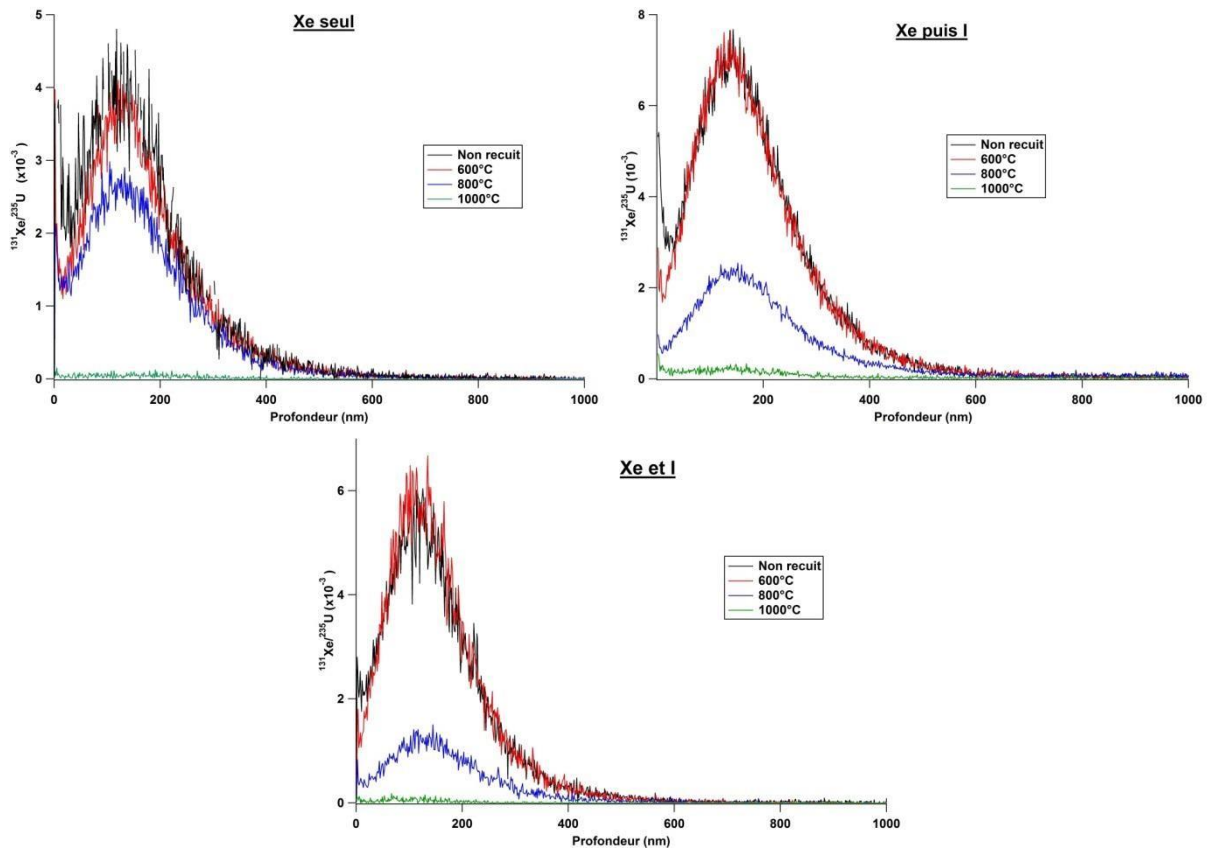 Xe seul
5
4
3
2
1
0
¹³¹Xe/²³⁵U (x10⁻³)
Non recuit
600°C
800°C
1000°C
0 200 400 600 800 1000
Profondeur (nm)
Xe puis I
8
6
4
2
0
¹³¹Xe/²³⁵U (10⁻³)
Non recuit
600°C
800°C
1000°C
200 400 600 800 1000
Profondeur (nm)
Xe et I
6
4
2
0
¹³¹Xe/²³⁵U (x10⁻³)
Non recuit
600°C
800°C
1000°C
0 200 400 600 800 1000
Profondeur (nm)